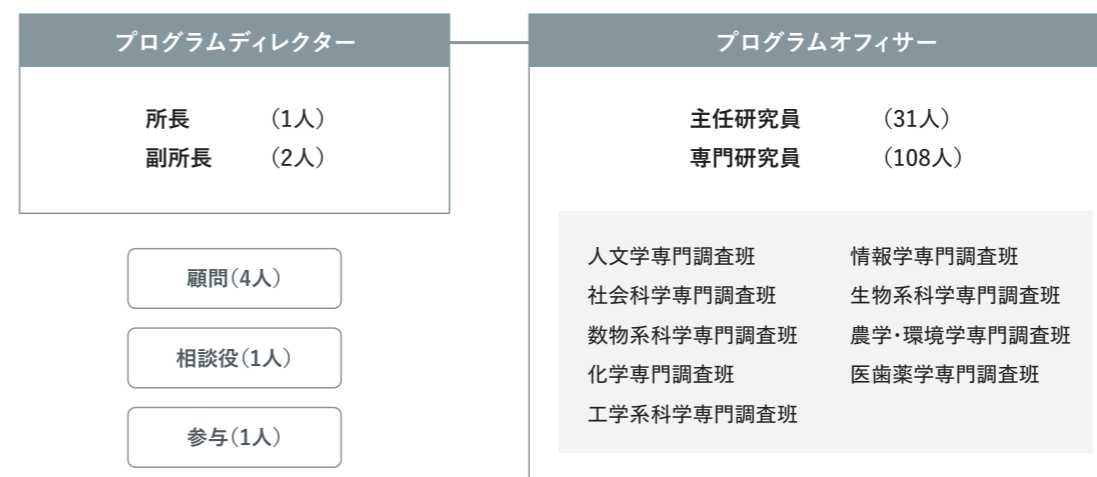 プログラムディレクター
所長 （1人）
副所長 （2人）
顧問（4人）
相談役（1人）
参与（1人）
プログラムオフィサー
主任研究員 （31人）
専門研究員 （108人）
人文学専門調査班
社会科学専門調査班
数物系科学専門調査班
化学専門調査班
工学系科学専門調査班
情報学専門調査班
生物系科学専門調査班
農学・環境学専門調査班
医歯薬学専門調査班